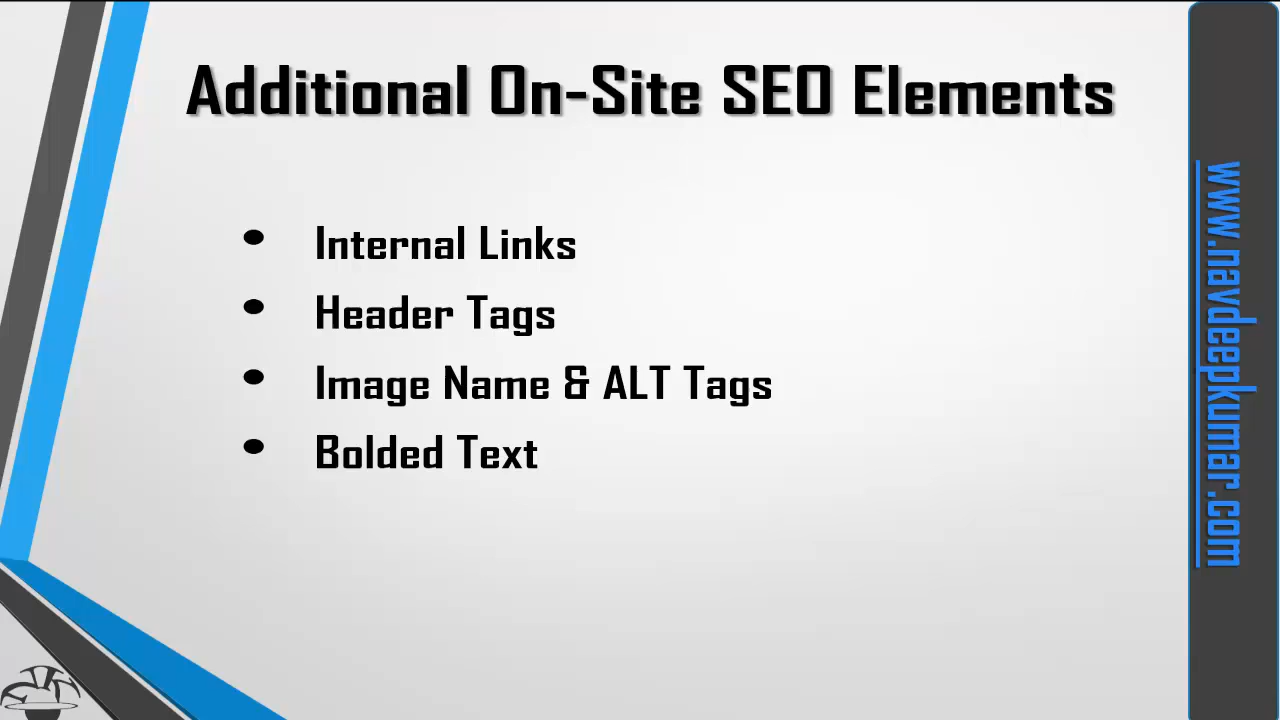 Additional On-Site SEO Elements
• Internal Links
• Header Tags
• Image Name & ALT Tags
• Bolded Text
www.navdeepkumar.com